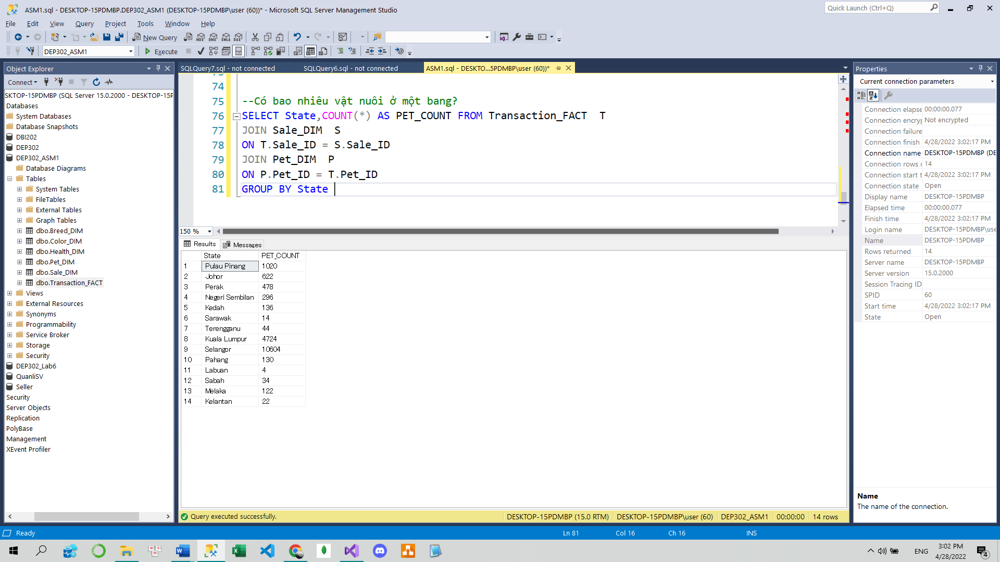 ASM1.sql - DESKTOP-15PDMBP.DEP302_ASM1 (DESKTOP-15PDMBP\user (60))* - Microsoft SQL Server Management Studio
Quick Launch (Ctrl+Q)
File Edit View Query Project Tools Window Help
New Query MDX DMX XMLA DAX
DEP302_ASM1 Execute
Object Explorer
Connect
SKTOP-15PDMBP (SQL Server 15.0.2000 - DESKTOP-15P
Databases
System Databases
Database Snapshots
DBI202
DEP302
DEP302_ASM1
Database Diagrams
Tables
System Tables
FileTables
External Tables
Graph Tables
dbo.Breed_DIM
dbo.Color_DIM
dbo.Health_DIM
dbo.Pet_DIM
dbo.Sale_DIM
dbo.Transaction_FACT
Views
External Resources
Synonyms
Programmability
Service Broker
Storage
Security
DEP302_Lab6
QuanliSV
Seller
Security
Server Objects
Replication
PolyBase
Management
XEvent Profiler
SQLQuery7.sql - not connected SQLQuery6.sql - not connected ASM1.sql - DESKTO...5PDMBP\user (60))*
74
75 --Có bao nhiêu vật nuôi ở một bang?
76 SELECT State,COUNT(*) AS PET_COUNT FROM Transaction_FACT T
77 JOIN Sale_DIM S
78 ON T.Sale_ID = S.Sale_ID
79 JOIN Pet_DIM P
80 ON P.Pet_ID = T.Pet_ID
81 GROUP BY State
150 %
Results Messages
State PET_COUNT
1 Pulau Pinang 1020
2 Johor 622
3 Perak 478
4 Negeri Sembilan 296
5 Kedah 136
6 Sarawak 14
7 Terengganu 44
8 Kuala Lumpur 4724
9 Selangor 10604
10 Pahang 130
11 Labuan 4
12 Sabah 34
13 Melaka 122
14 Kelantan 22
Query executed successfully. DESKTOP-15PDMBP (15.0 RTM) DESKTOP-15PDMBP\user (60) DEP302_ASM1 00:00:00 14 rows
Properties
Current connection parameters
Connection elapse 00:00:00.077
Connection encryp Not encrypted
Connection failure
Connection finish 4/28/2022 3:02:17 PM
Connection name DESKTOP-15PDMBP (DE
Connection rows r 14
Connection start t 4/28/2022 3:02:17 PM
Connection state Open
Display name DESKTOP-15PDMBP
Elapsed time 00:00:00.077
Finish time 4/28/2022 3:02:17 PM
Login name DESKTOP-15PDMBP\use
Name DESKTOP-15PDMBP
Rows returned 14
Server name DESKTOP-15PDMBP
Server version 15.0.2000
Session Tracing ID
SPID 60
Start time 4/28/2022 3:02:17 PM
State Open
Name
The name of the connection.
Ready Ln 81 Col 16 Ch 16 INS
ENG 3:02 PM
4/28/2022 4